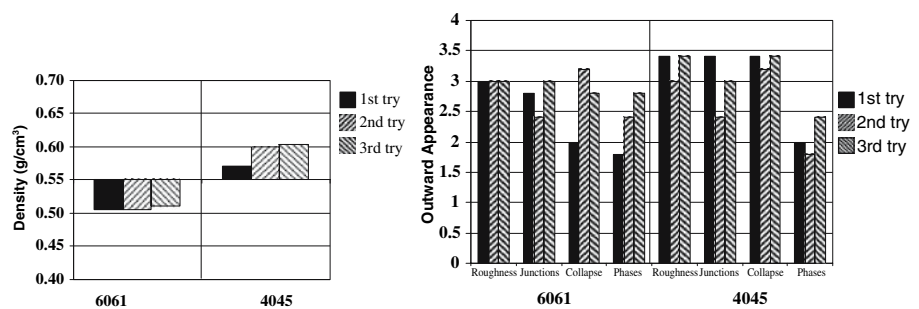 Density (g/cm³)
0.70
0.65
0.60
0.55
0.50
0.45
0.40
6061
4045
1st try
2nd try
3rd try
Outward Appearance
4
3.5
3
2.5
2
1.5
1
0.5
0
Roughness Junctions Collapse Phases Roughness Junctions Collapse Phases
6061
4045
1st try
2nd try
3rd try